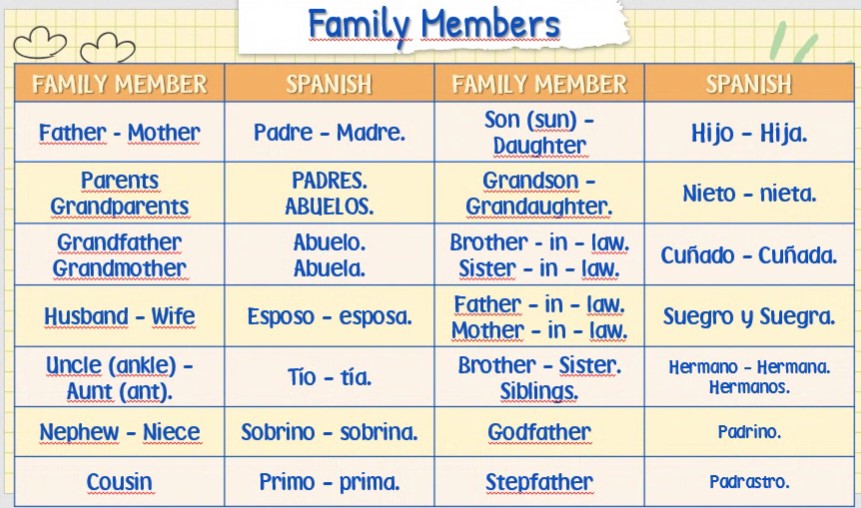 Family Members
FAMILY MEMBER SPANISH FAMILY MEMBER SPANISH
Father - Mother
Padre - Madre.
Son (sun) -
Daughter
Hijo - Hija.
Parents
Grandparents
PADRES.
ABUELOS.
Grandson -
Grandaughter.
Nieto - nieta.
Grandfather
Grandmother
Abuelo.
Abuela.
Brother - in - law.
Sister - in - law.
Cuñado - Cuñada.
Husband - Wife
Esposo - esposa.
Father - in - law.
Mother - in - law.
Suegro y Suegra.
Uncle (ankle) -
Aunt (ant).
Tío - tía.
Brother - Sister.
Siblings.
Hermano - Hermana.
Hermanos.
Nephew - Niece
Sobrino - sobrina.
Godfather
Padrino.
Cousin
Primo - prima.
Stepfather
Padrastro.